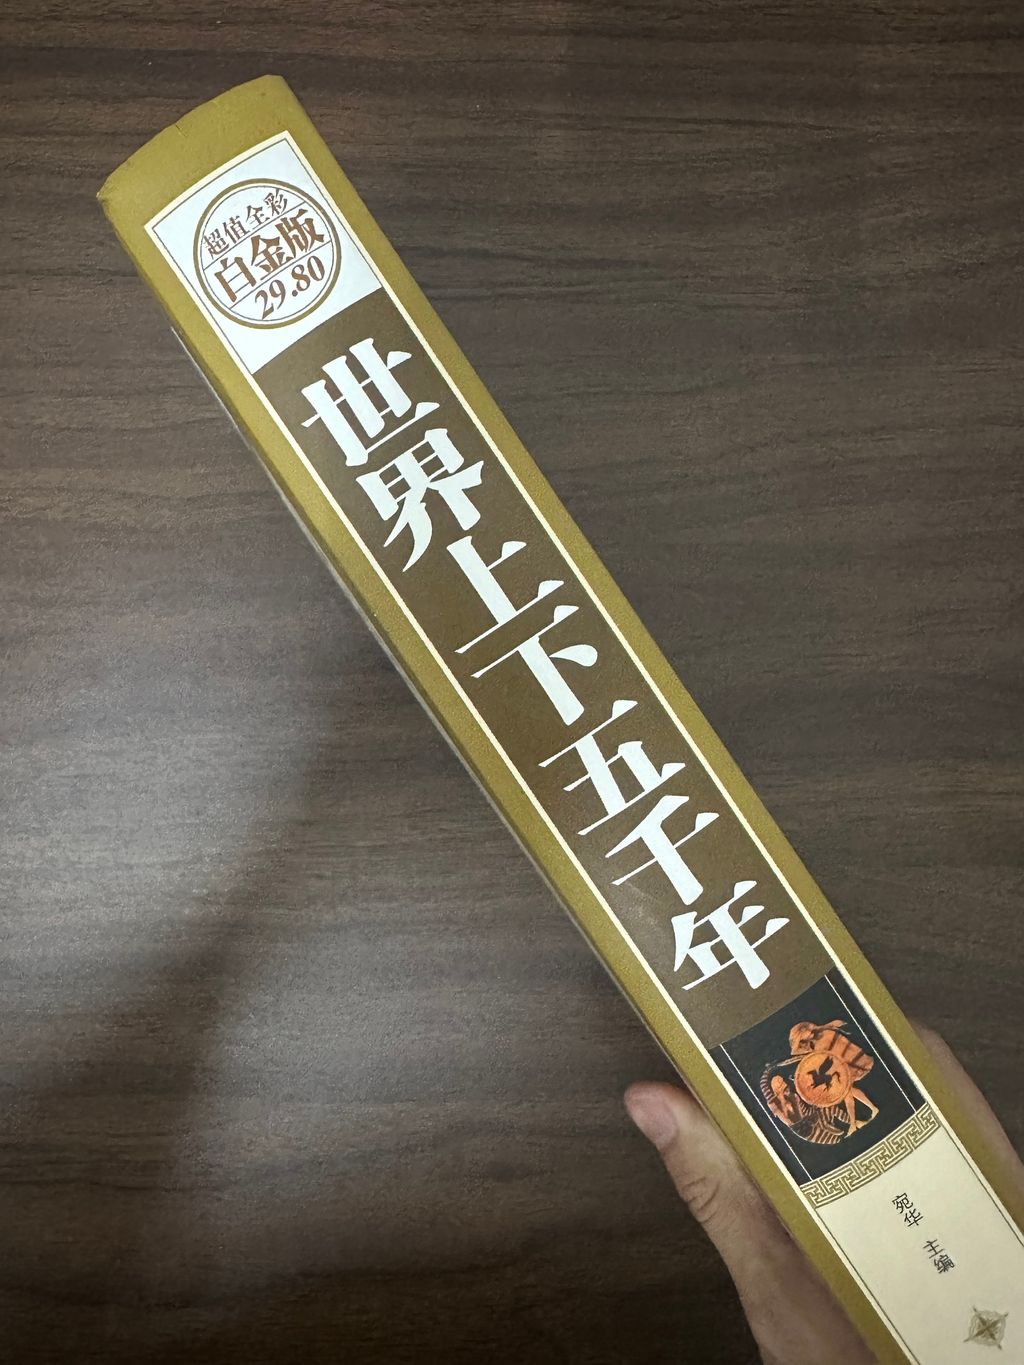 超值全彩
白金版
29.80
世界上下五千年
宛华 主编